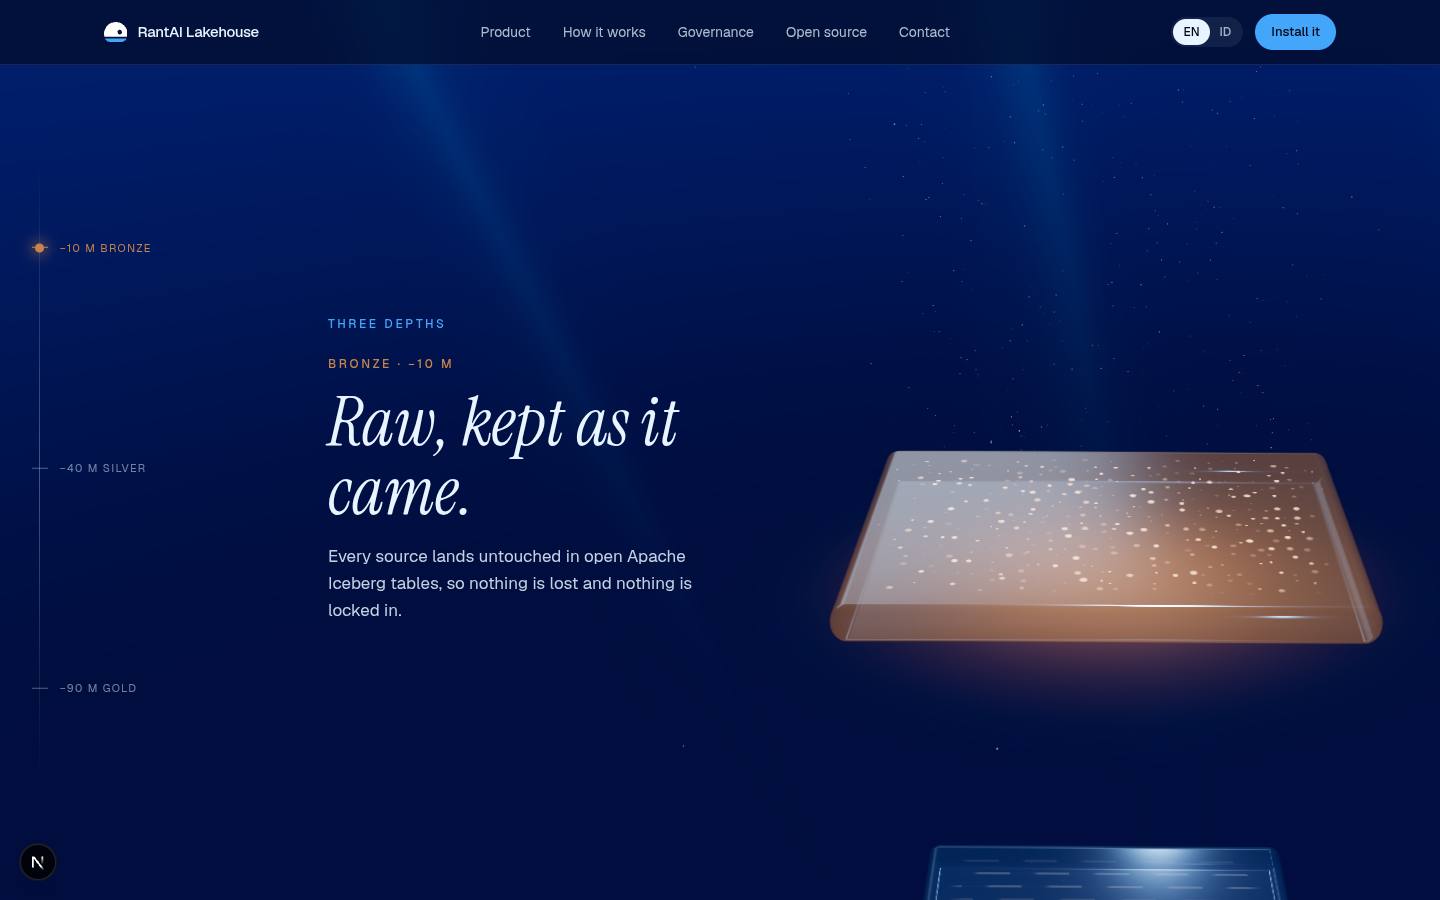 RantAI Lakehouse
Product
How it works
Governance
Open source
Contact
EN
ID
Install it
−10 M BRONZE
−40 M SILVER
−90 M GOLD
THREE DEPTHS
BRONZE · −10 M
Raw, kept as it
came.
Every source lands untouched in open Apache
Iceberg tables, so nothing is lost and nothing is
locked in.
N